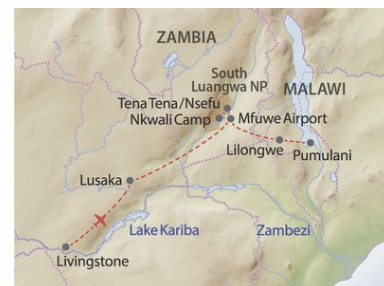 ZAMBIA
South
Luangwa NP
MALAWI
Tena Tena/Nsefu
Nkwali Camp
Mfuwe Airport
Lilongwe
Pumulani
Lusaka
Lake Kariba
Zambezi
Livingstone